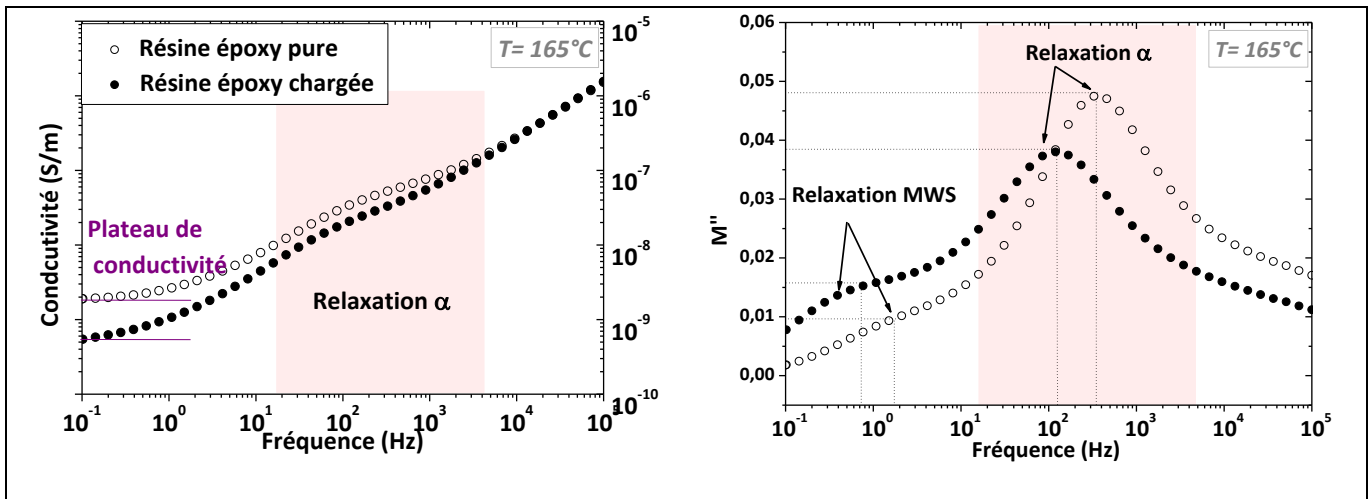 Résine époxy pure
Résine époxy chargée
T= 165°C
10⁻⁵
10⁻⁶
10⁻⁷
10⁻⁸
10⁻⁹
10⁻¹⁰
Condcutivité (S/m)
Plateau de
conductivité
Relaxation α
10⁻¹ 10⁰ 10¹ 10² 10³ 10⁴ 10⁵
Fréquence (Hz)
0,06
0,05
0,04
0,03
0,02
0,01
0,00
M''
T= 165°C
Relaxation α
Relaxation MWS
10⁻¹ 10⁰ 10¹ 10² 10³ 10⁴ 10⁵
Fréquence (Hz)